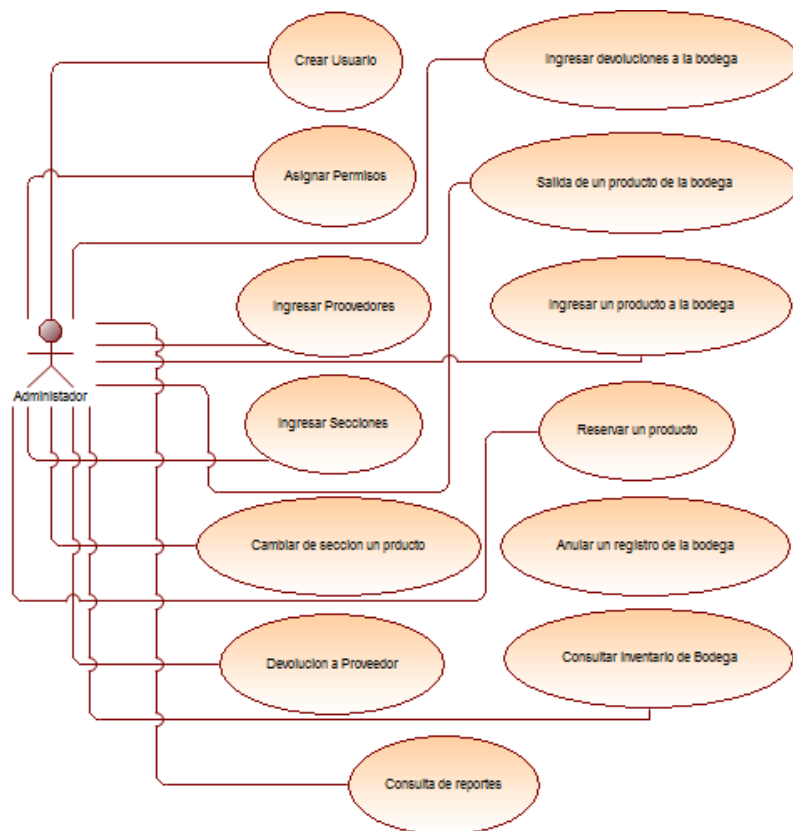 Crear Usuario
Ingresar devoluciones a la bodega
Asignar Permisos
Salida de un producto de la bodega
Ingresar Proovedores
Ingresar un producto a la bodega
Administador
Ingresar Secciones
Reservar un producto
Cambiar de seccion un prducto
Anular un registro de la bodega
Devolucion a Proveedor
Consultar Inventario de Bodega
Consulta de reportes